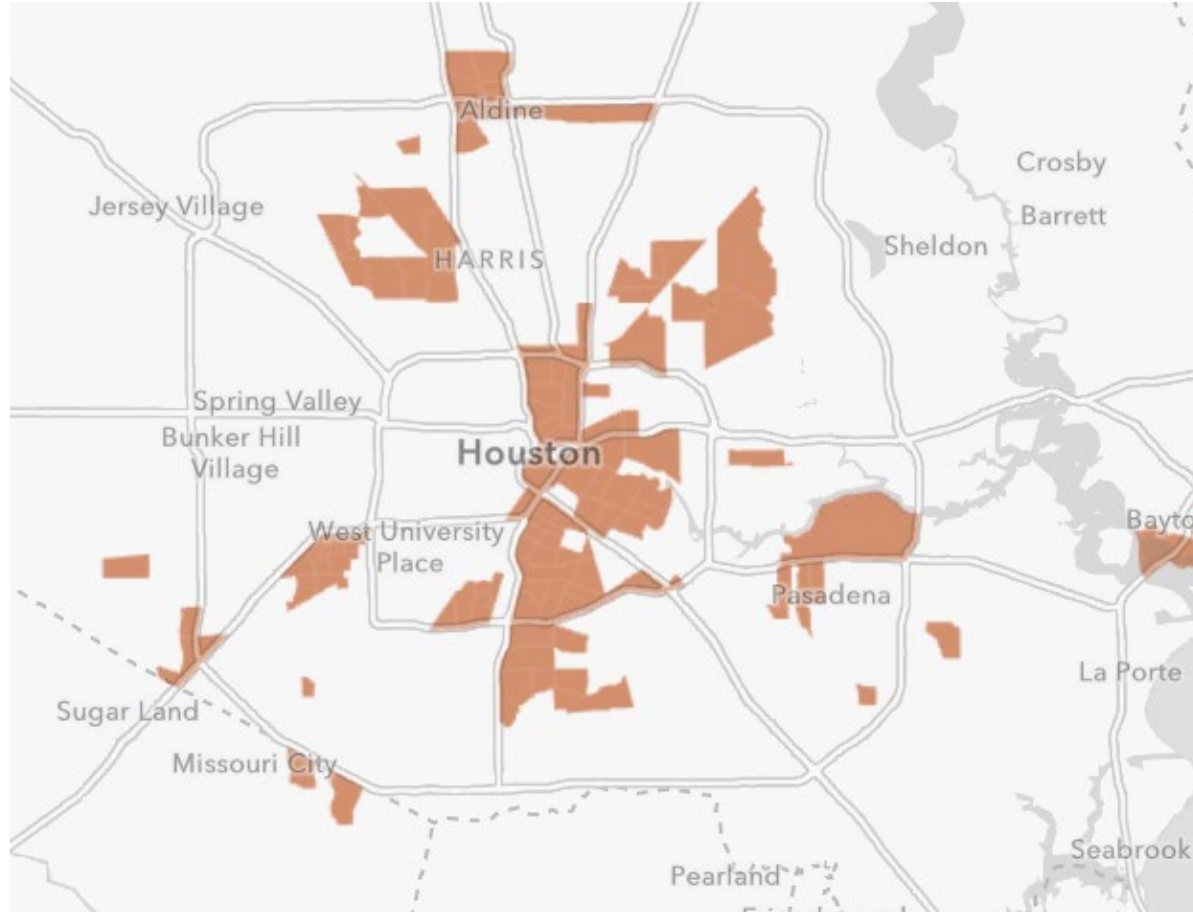 Aldine
Crosby
Jersey Village
Barrett
Sheldon
HARRIS
Spring Valley
Bunker Hill
Village
Houston
West University
Place
Bayto
Pasadena
La Porte
Sugar Land
Missouri City
Seabrook
Pearland